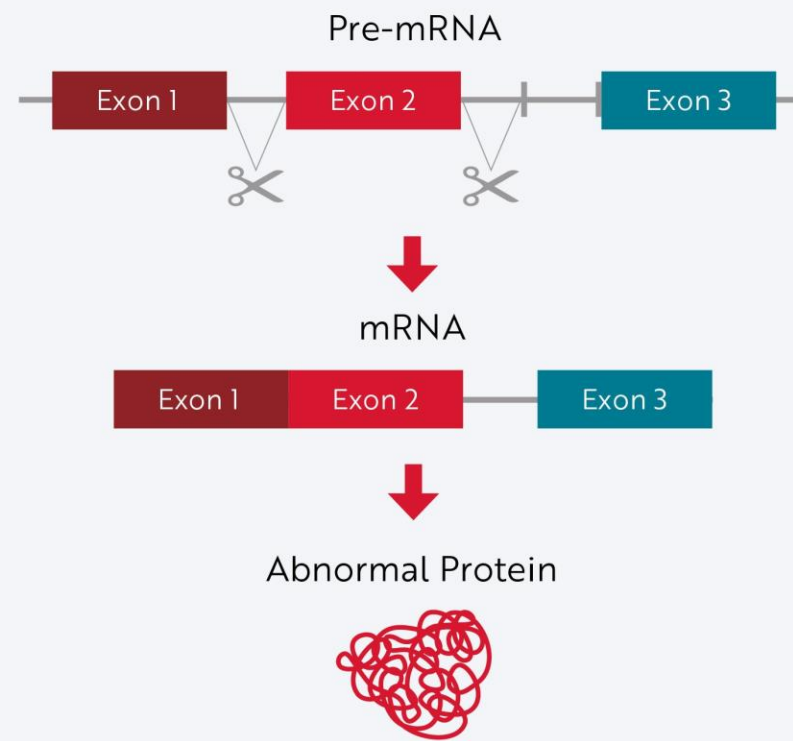 Pre-mRNA
Exon 1 Exon 2 Exon 3
mRNA
Exon 1 Exon 2 Exon 3
Abnormal Protein